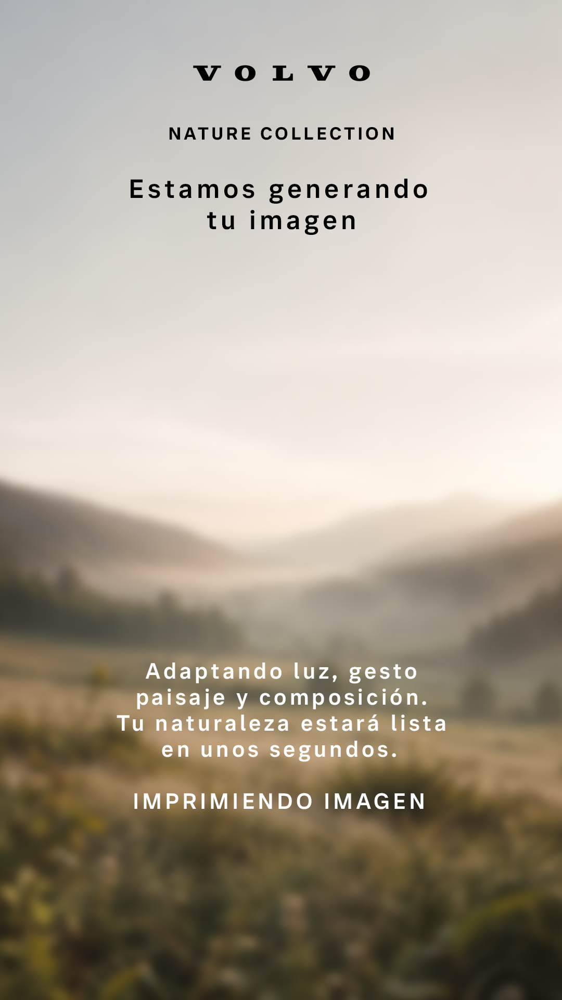 VOLVO
NATURE COLLECTION
Estamos generando
tu imagen
Adaptando luz, gesto
paisaje y composición.
Tu naturaleza estará lista
en unos segundos.
IMPRIMIENDO IMAGEN